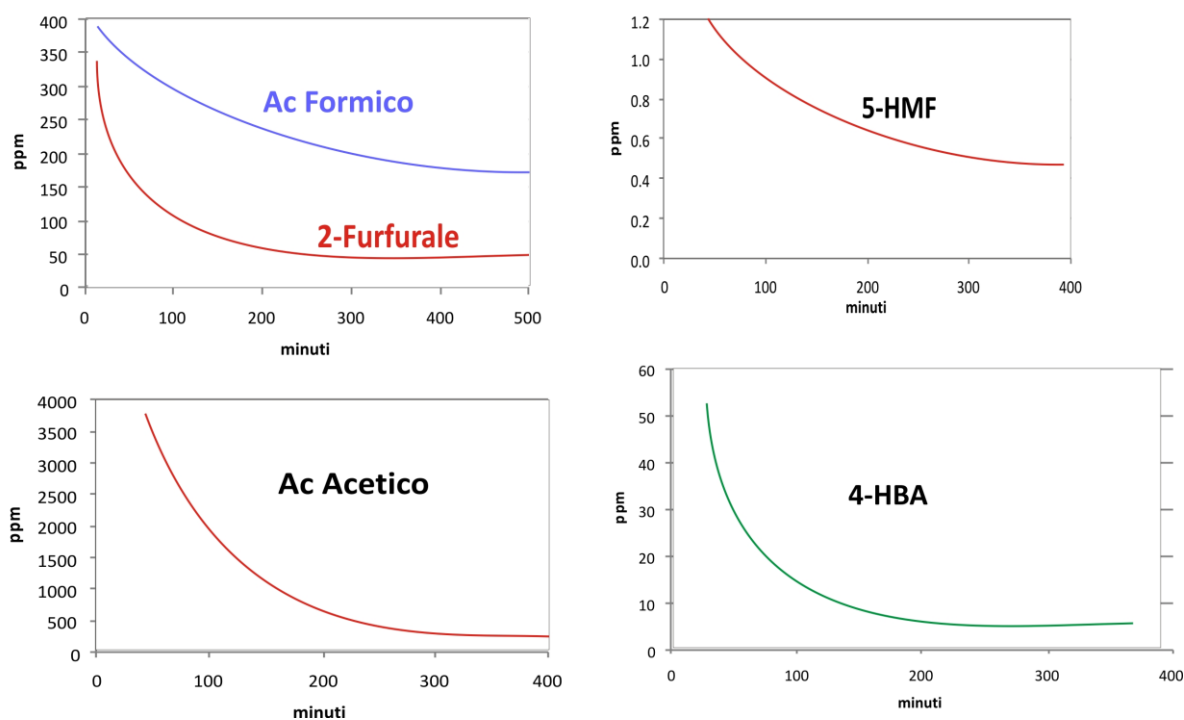 400
350
300
250
200
150
100
50
0
ppm
Ac Formico
2-Furfurale
0 100 200 300 400 500
minuti
1.2
1.0
0.8
0.6
0.4
0.2
0.0
ppm
5-HMF
0 100 200 300 400
minuti
4000
3500
3000
2500
2000
1500
1000
500
0
ppm
Ac Acetico
0 100 200 300 400
minuti
60
50
40
30
20
10
0
ppm
4-HBA
0 100 200 300 400
minuti